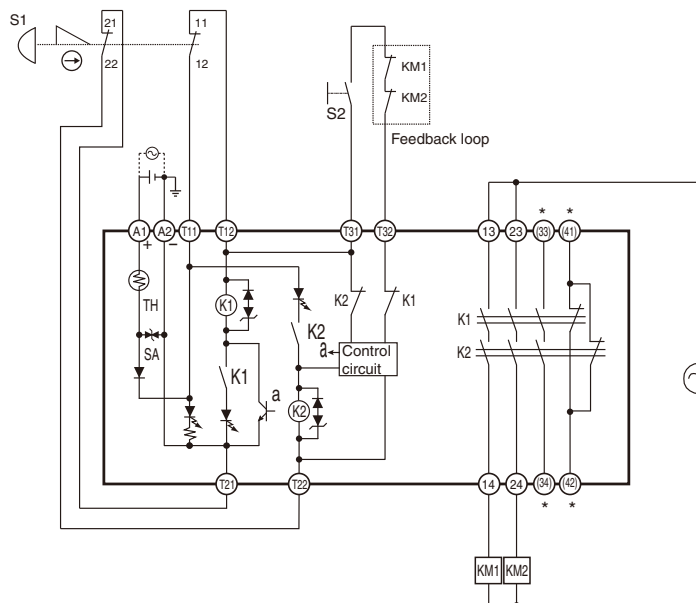 S1
21
11
22
12
KM1
KM2
S2
Feedback loop
A1
A2
T11
T12
T31
T32
13
23
*
(33)
*
(41)
+
−
TH
SA
K1
K2
K2
K1
a
Control
circuit
K1
a
K2
K1
K2
T21
T22
14
24
(34)
(42)
*
*
KM1
KM2